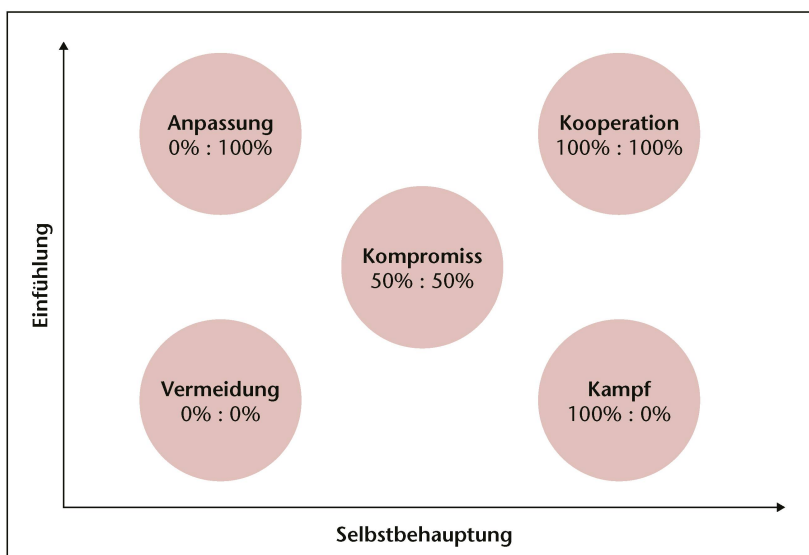 Anpassung
0% : 100%
Kooperation
100% : 100%
Kompromiss
50% : 50%
Einfühlung
Vermeidung
0% : 0%
Kampf
100% : 0%
Selbstbehauptung